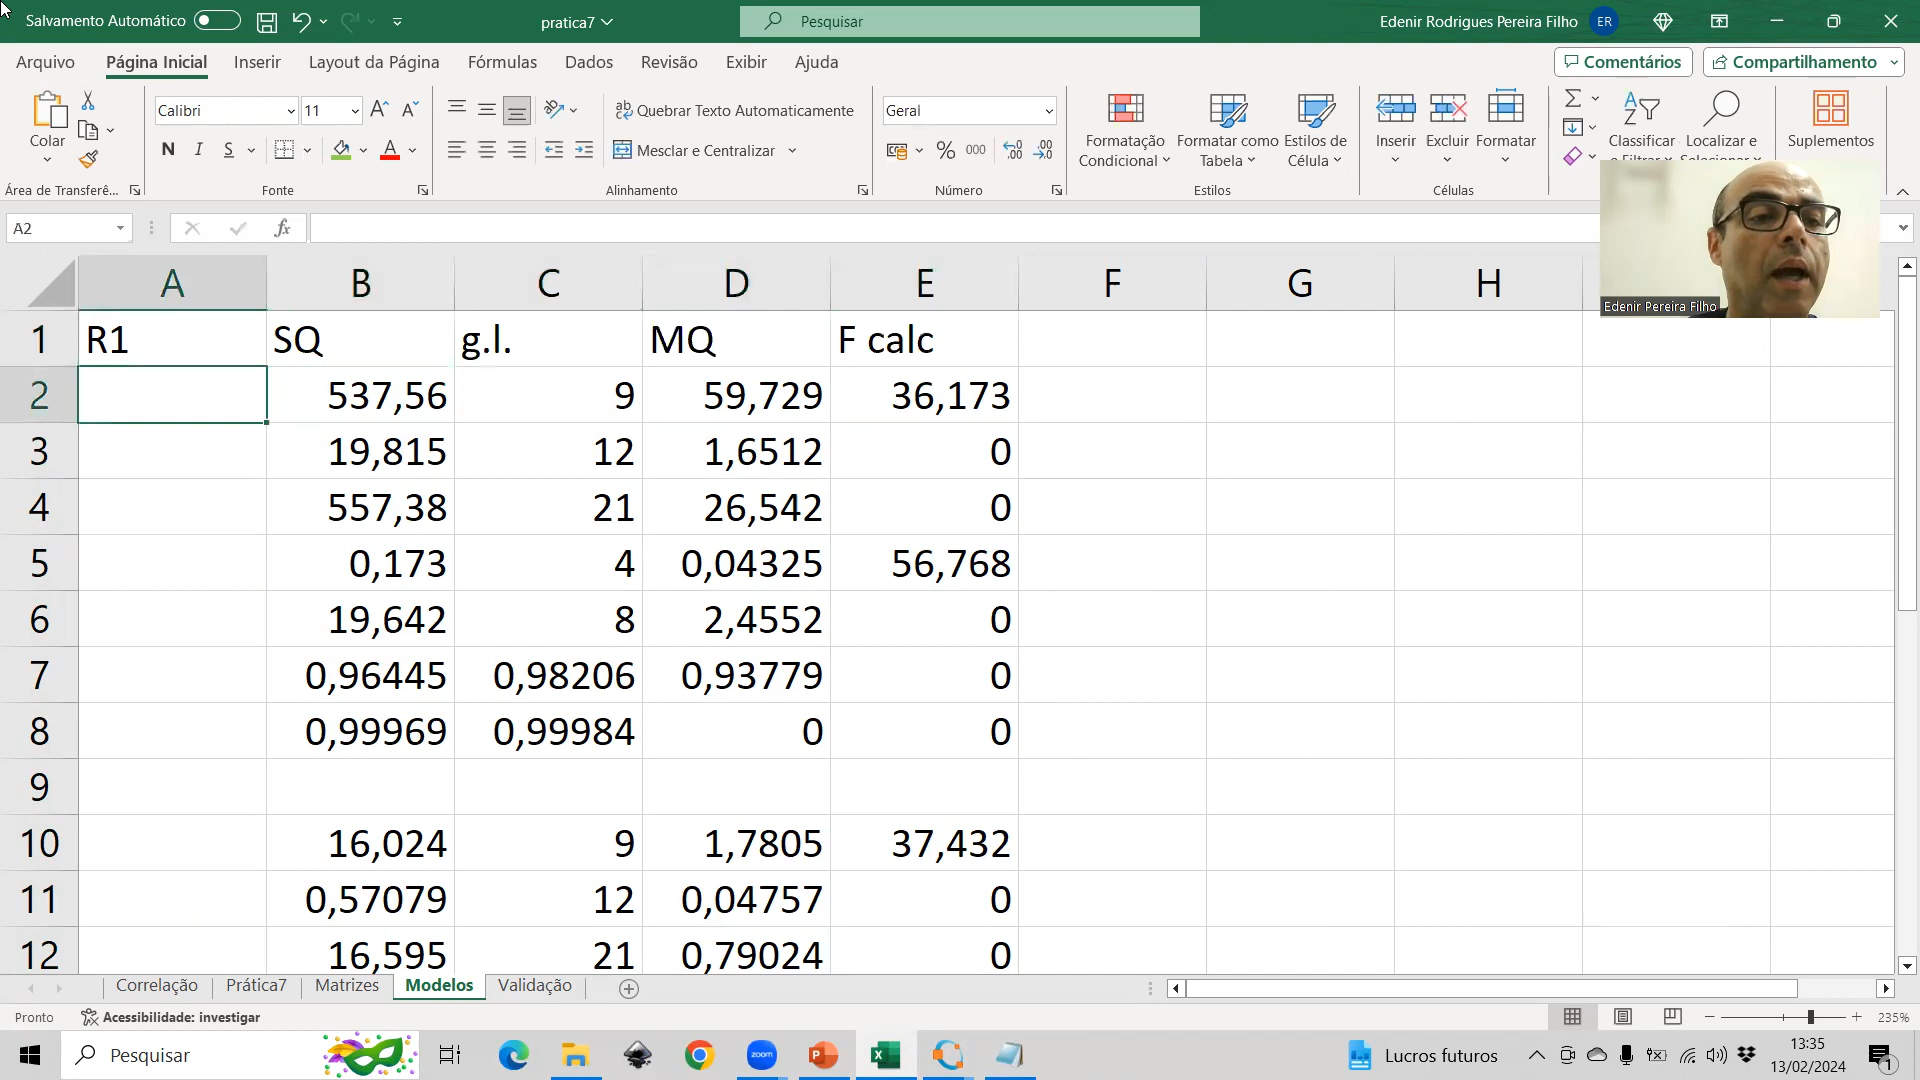 Salvamento Automático
pratica7
Pesquisar
Edenir Rodrigues Pereira Filho
ER
Arquivo
Página Inicial
Inserir
Layout da Página
Fórmulas
Dados
Revisão
Exibir
Ajuda
Comentários
Compartilhamento
Colar
Calibri
11
N I S
A
Quebrar Texto Automaticamente
Mesclar e Centralizar
Geral
% 000
Formatação Condicional
Formatar como Tabela
Estilos de Célula
Inserir
Excluir
Formatar
Classificar
e Filtrar
Localizar e
Selecionar
Suplementos
Área de Transferê...
Fonte
Alinhamento
Número
Estilos
Células
A2
fx
Edenir Pereira Filho
A B C D E F G H
1 R1 SQ g.l. MQ F calc
2 537,56 9 59,729 36,173
3 19,815 12 1,6512 0
4 557,38 21 26,542 0
5 0,173 4 0,04325 56,768
6 19,642 8 2,4552 0
7 0,96445 0,98206 0,93779 0
8 0,99969 0,99984 0 0
9
10 16,024 9 1,7805 37,432
11 0,57079 12 0,04757 0
12 16,595 21 0,79024 0
Correlação
Prática7
Matrizes
Modelos
Validação
Pronto
Acessibilidade: investigar
235%
Pesquisar
zoom
Lucros futuros
13:35
13/02/2024
1